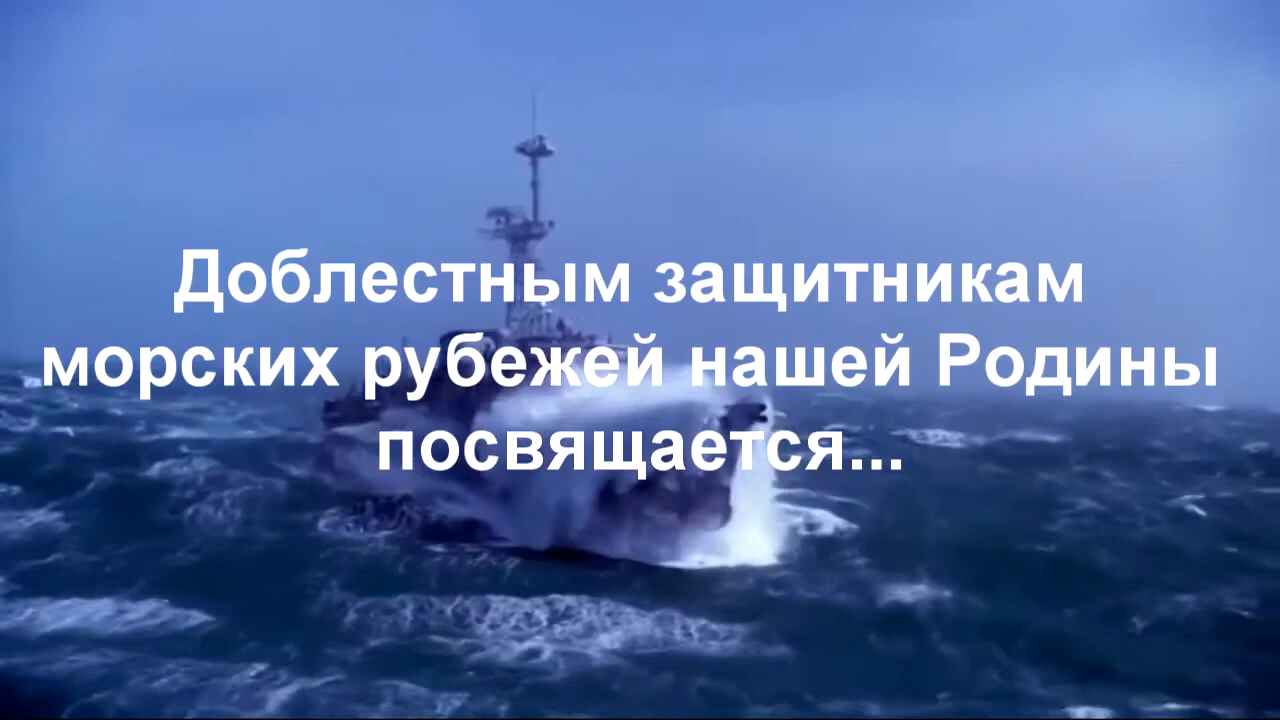 Доблестным защитникам
морских рубежей нашей Родины
посвящается...